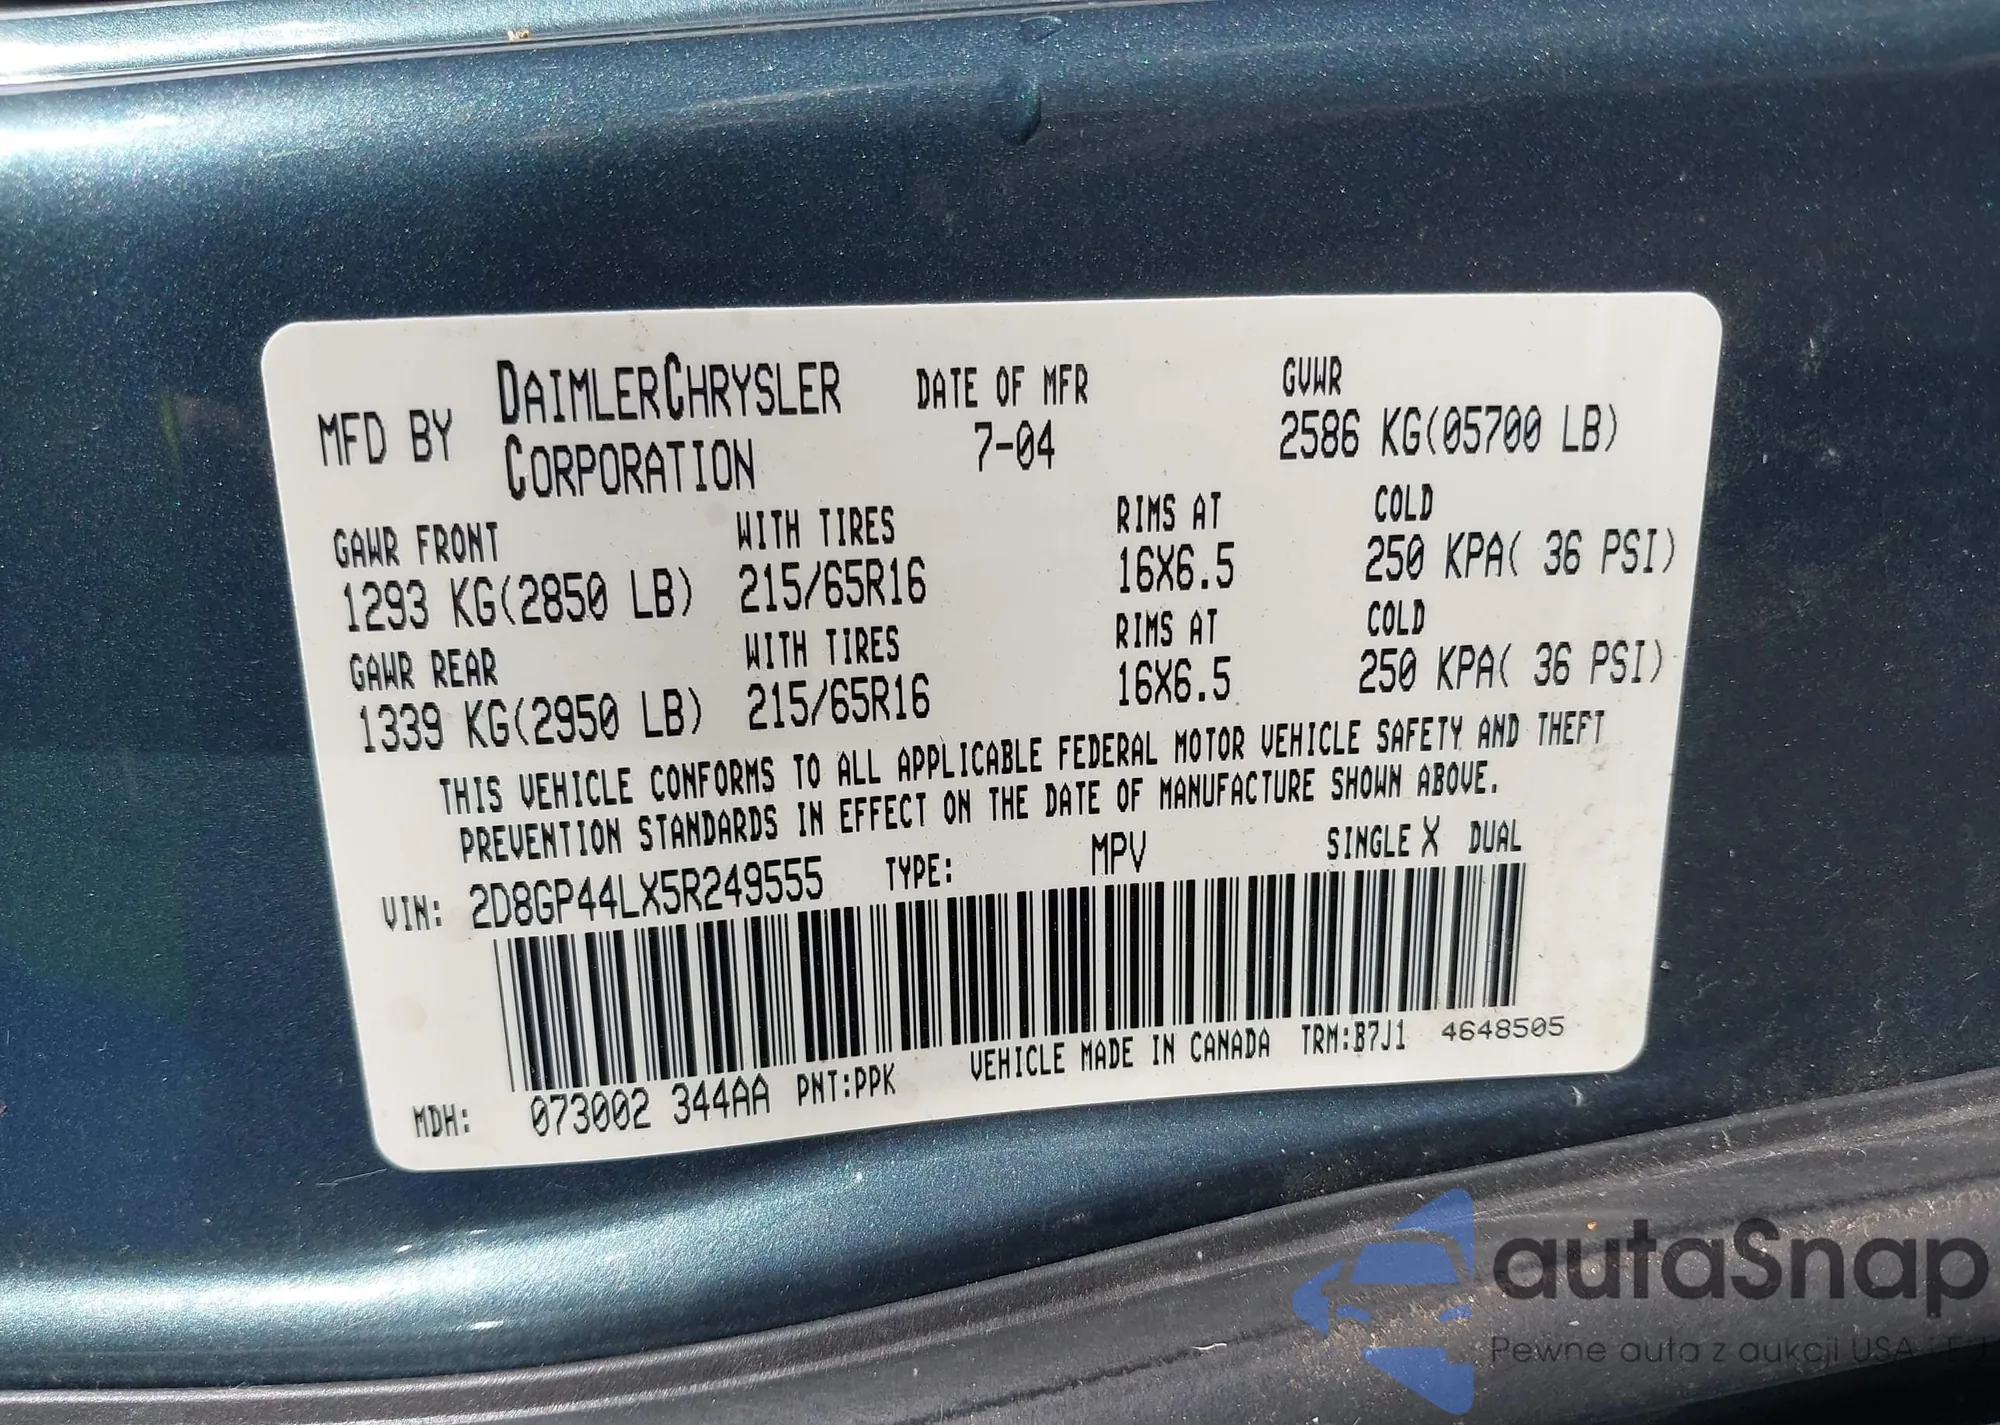 MFD BY DAIMLERCHRYSLER CORPORATION DATE OF MFR 7-04 GVWR 2586 KG(05700 LB)
GAWR FRONT WITH TIRES RIMS AT COLD
1293 KG(2850 LB) 215/65R16 16X6.5 250 KPA( 36 PSI)
GAWR REAR WITH TIRES RIMS AT COLD
1339 KG(2950 LB) 215/65R16 16X6.5 250 KPA( 36 PSI)
THIS VEHICLE CONFORMS TO ALL APPLICABLE FEDERAL MOTOR VEHICLE SAFETY AND THEFT
PREVENTION STANDARDS IN EFFECT ON THE DATE OF MANUFACTURE SHOWN ABOVE.
VIN: 2D8GP44LX5R249555 TYPE: MPV SINGLE X DUAL
MDH: 073002 344AA PNT:PPK VEHICLE MADE IN CANADA TRM:B7J1 4648505
autaSnap
Pewne auta z aukcji USA i EU